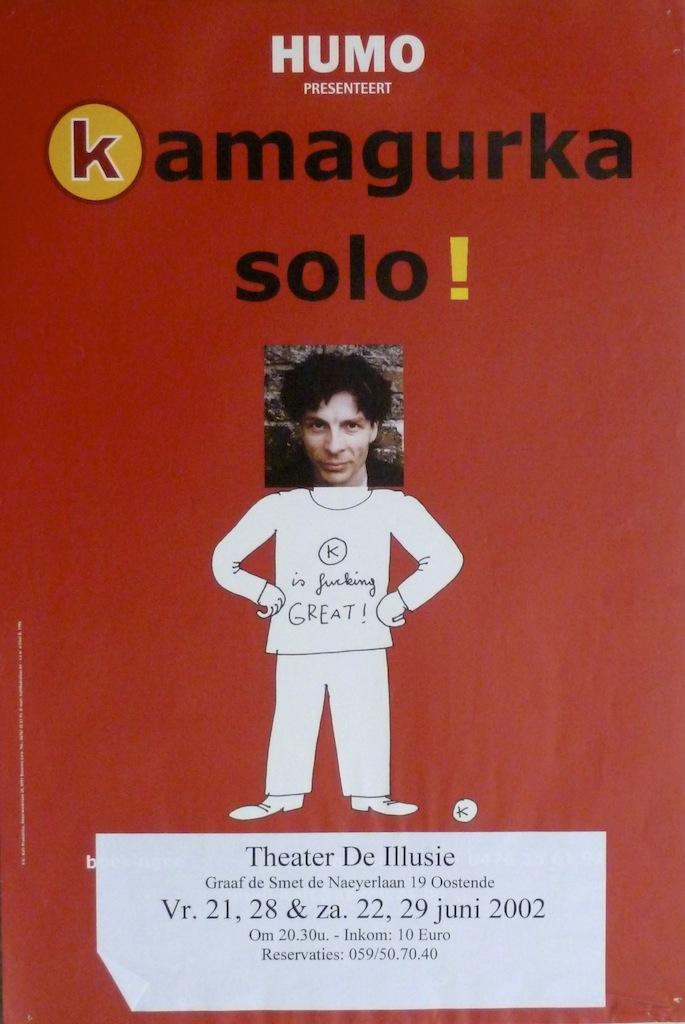 HUMO
PRESENTEERT
kamagurka
solo!
K
is fucking
GREAT!
K
Theater De Illusie
Graaf de Smet de Naeyerlaan 19 Oostende
Vr. 21, 28 & za. 22, 29 juni 2002
Om 20.30u. - Inkom: 10 Euro
Reservaties: 059/50.70.40